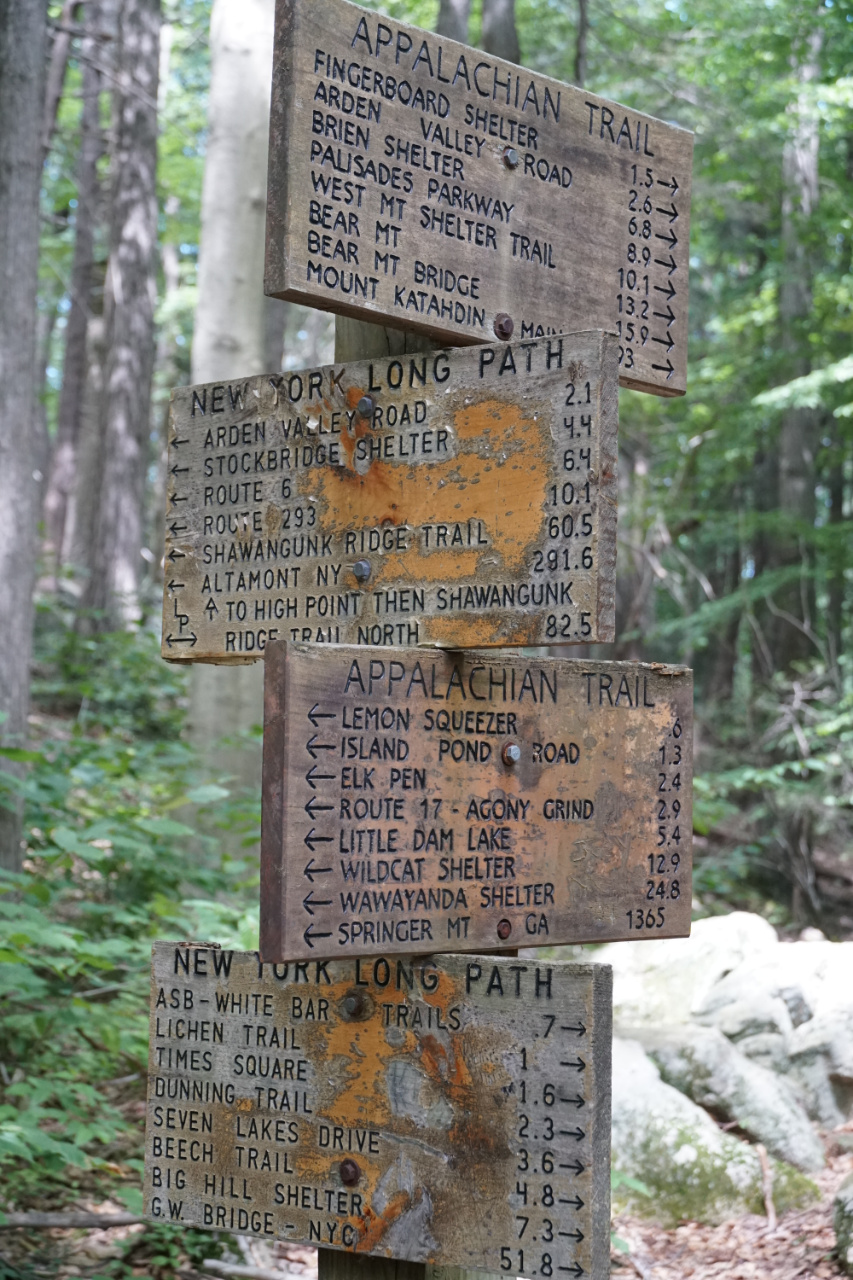 APPALACHIAN TRAIL
FINGERBOARD SHELTER 1.5→
ARDEN VALLEY ROAD 2.6→
BRIEN SHELTER 6.8→
PALISADES PARKWAY 8.9→
WEST MT SHELTER TRAIL 10.1→
BEAR MT 13.2→
BEAR MT BRIDGE 15.9→
MOUNT KATAHDIN 93→
NEW YORK LONG PATH
← ARDEN VALLEY ROAD 2.1
← STOCKBRIDGE SHELTER 4.4
← ROUTE 6 6.4
← ROUTE 293 10.1
← SHAWANGUNK RIDGE TRAIL 60.5
← ALTAMONT NY 291.6
LP ↑ TO HIGH POINT THEN SHAWANGUNK
↔ RIDGE TRAIL NORTH 82.5
APPALACHIAN TRAIL
← LEMON SQUEEZER .6
← ISLAND POND ROAD 1.3
← ELK PEN 2.4
← ROUTE 17 - AGONY GRIND 2.9
← LITTLE DAM LAKE 5.4
← WILDCAT SHELTER 12.9
← WAWAYANDA SHELTER 24.8
← SPRINGER MT GA 1365
NEW YORK LONG PATH
ASB-WHITE BAR TRAILS .7→
LICHEN TRAIL 1 →
TIMES SQUARE 1.6→
DUNNING TRAIL 2.3→
SEVEN LAKES DRIVE 3.6→
BEECH TRAIL 4.8→
BIG HILL SHELTER 7.3→
G.W. BRIDGE - NYC 51.8→